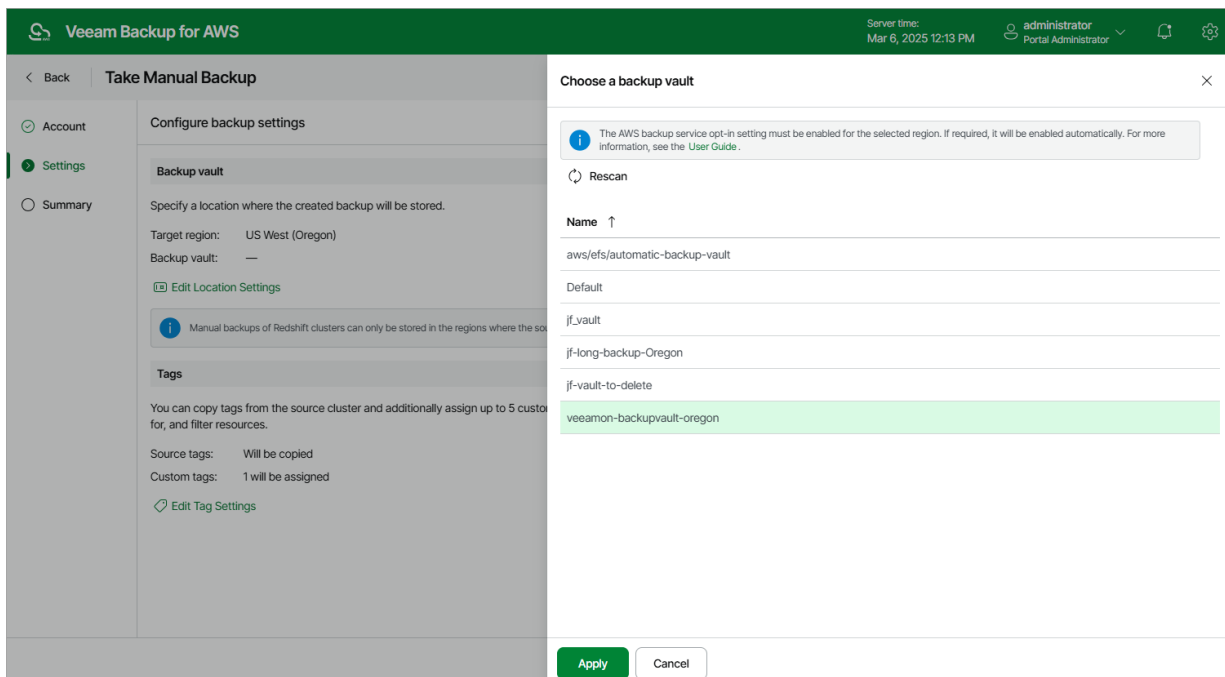 Veeam Backup for AWS
Server time:
Mar 6, 2025 12:13 PM
administrator
Portal Administrator
Back
Take Manual Backup
Account
Settings
Summary
Configure backup settings
Backup vault
Specify a location where the created backup will be stored.
Target region: US West (Oregon)
Backup vault: —
Edit Location Settings
Manual backups of Redshift clusters can only be stored in the regions where the
Tags
You can copy tags from the source cluster and additionally assign up to 5
for, and filter resources.
Source tags: Will be copied
Custom tags: 1 will be assigned
Edit Tag Settings
Choose a backup vault
The AWS backup service opt-in setting must be enabled for the selected region. If required, it will be enabled automatically. For more
information, see the User Guide.
Rescan
Name ↑
aws/efs/automatic-backup-vault
Default
jf_vault
jf-long-backup-Oregon
jf-vault-to-delete
veeamon-backupvault-oregon
Apply
Cancel